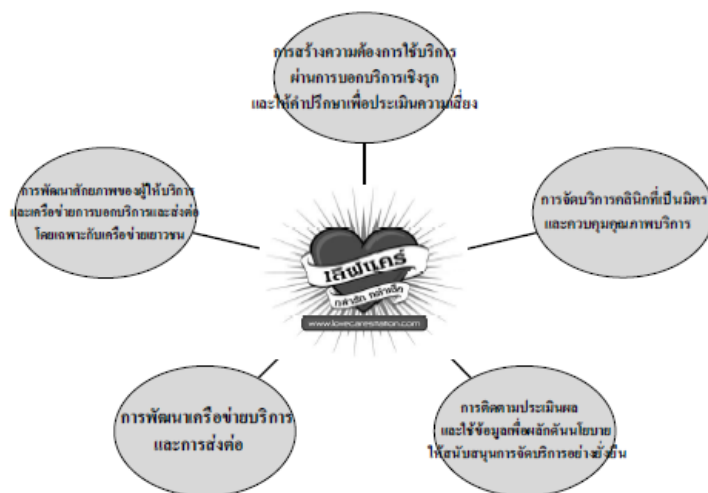 การสร้างความต้องการใช้บริการ
ผ่านการบอกบริการเชิงรุก
และให้คำปรึกษาเพื่อประเมินความเสี่ยง
การพัฒนาศักยภาพของผู้ให้บริการ
และเครือข่ายการบอกบริการและส่งต่อ
โดยเฉพาะกับเครือข่ายเยาวชน
การจัดบริการคลินิกที่เป็นมิตร
และควบคุมคุณภาพบริการ
เลิฟแคร์
กล้ารัก กล้าเช็ค
www.lovecarestation.com
การพัฒนาเครือข่ายบริการ
และการส่งต่อ
การติดตามประเมินผล
และใช้ข้อมูลเพื่อผลักดันนโยบาย
ให้สนับสนุนการจัดบริการอย่างยั่งยืน